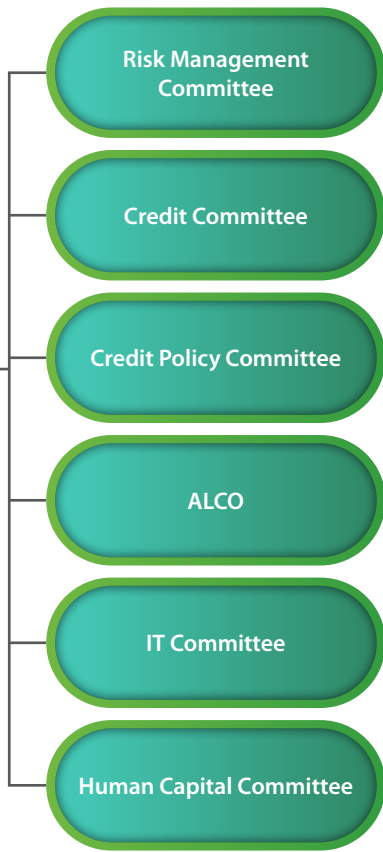 Risk Management
Committee
Credit Committee
Credit Policy Committee
ALCO
IT Committee
Human Capital Committee